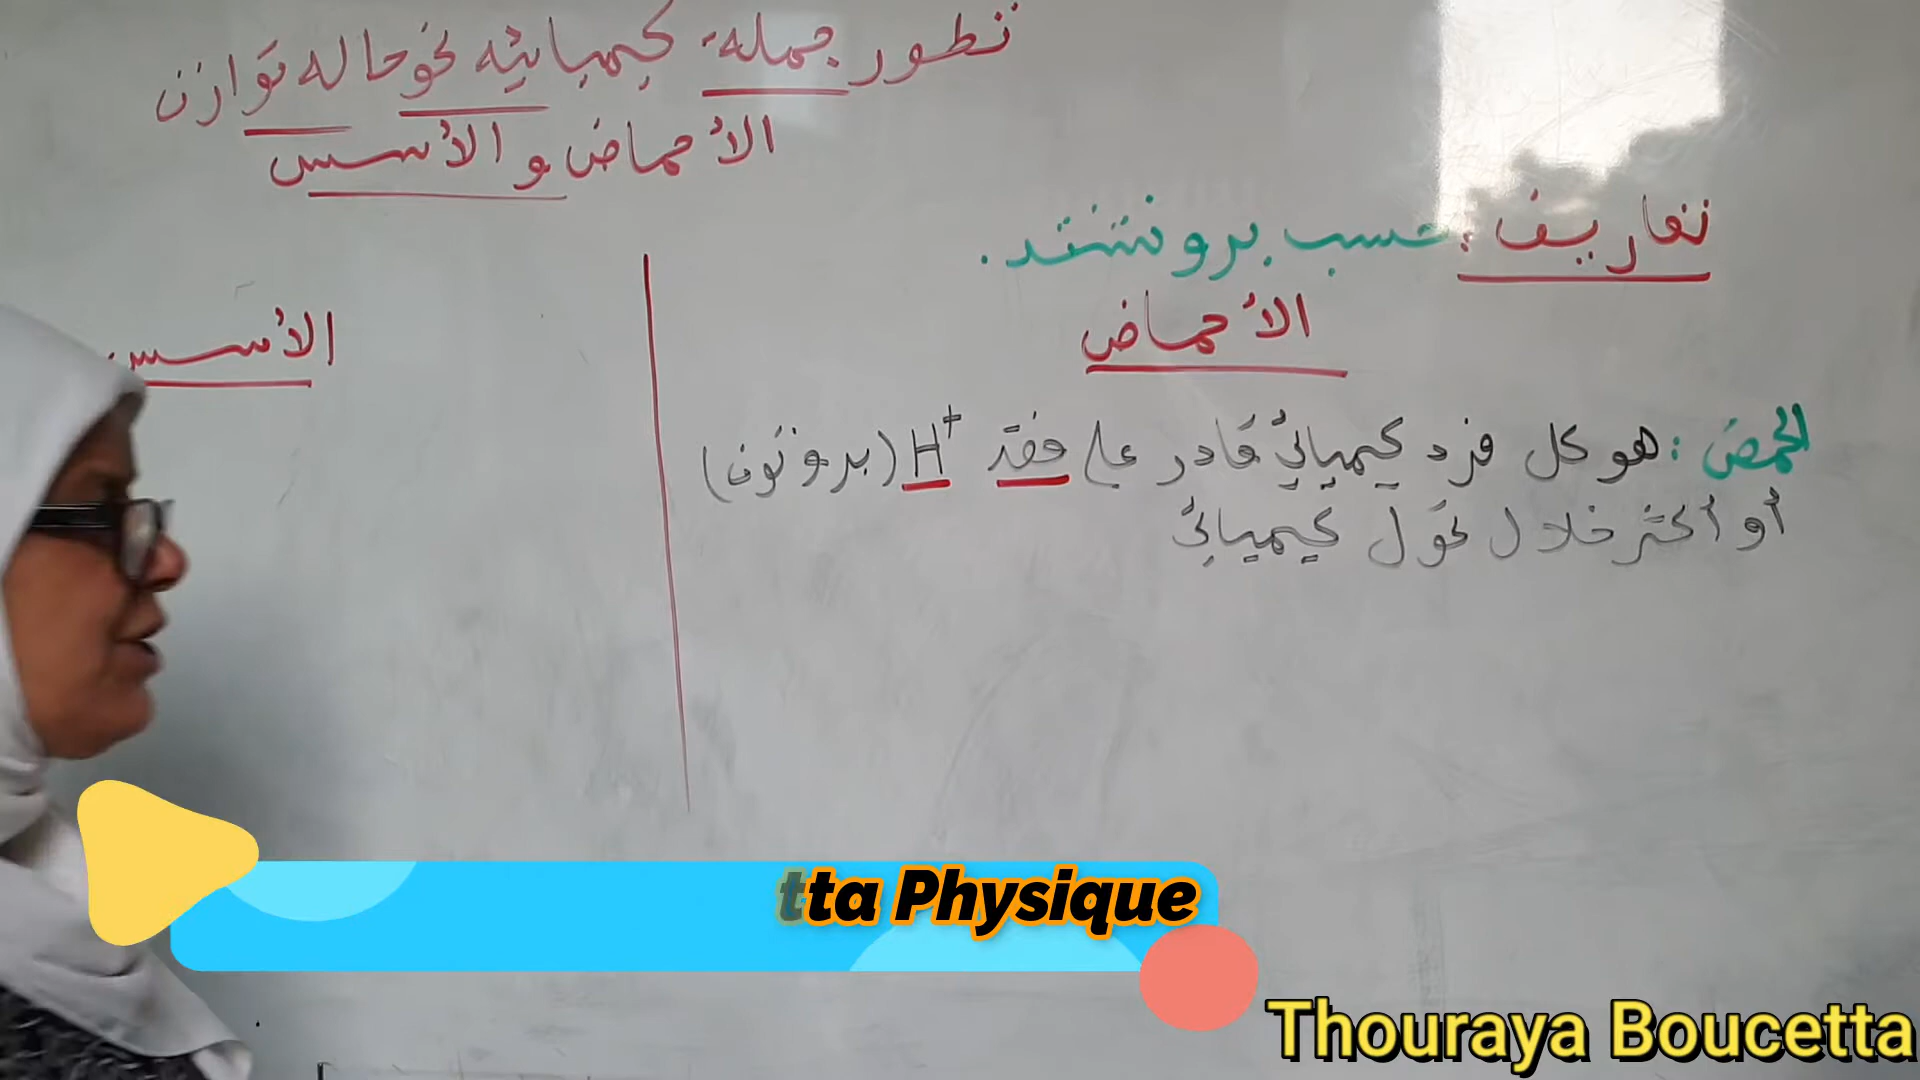 تطور جملة كيميائية نحو حالة توازن
الأحماض و الأسس
تعاريف : حسب برونشتد .
الأحماض
الأسس
الحمض : هو كل فرد كيميائي قادر على فقد H⁺ (بروتون)
أو أكثر خلال تحول كيميائي
tta Physique
Thouraya Boucetta